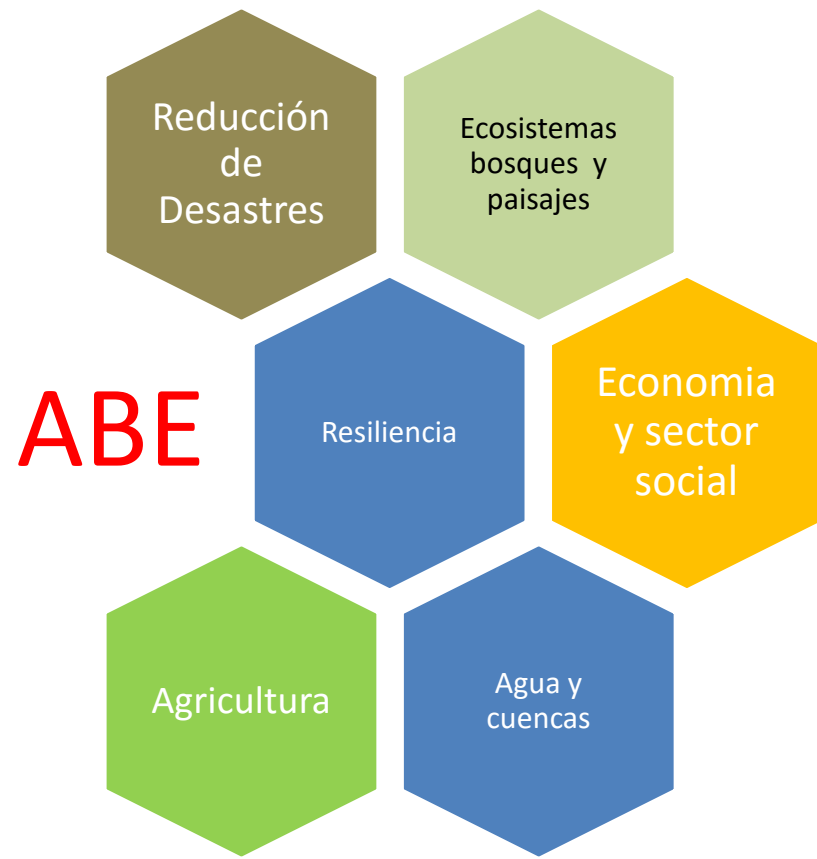 Reducción
de
Desastres
Ecosistemas
bosques y
paisajes
ABE
Resiliencia
Economia
y sector
social
Agricultura
Agua y
cuencas